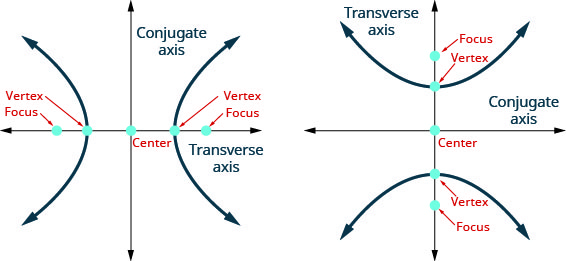 Conjugate
axis
Vertex
Focus
Vertex
Focus
Center
Transverse
axis
Transverse
axis
Focus
Vertex
Conjugate
axis
Center
Vertex
Focus